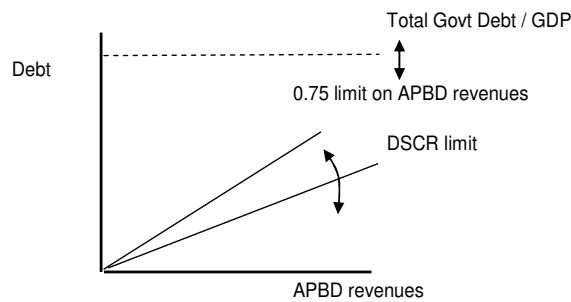 Total Govt Debt / GDP
Debt
0.75 limit on APBD revenues
DSCR limit
APBD revenues